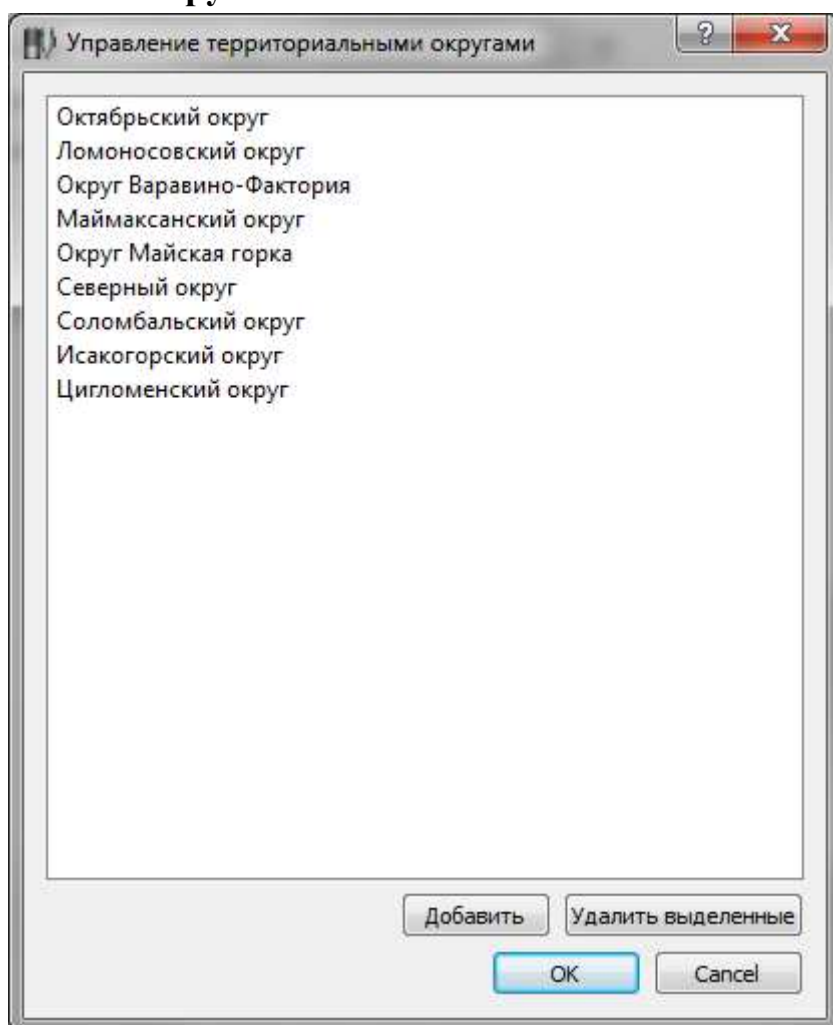 Управление территориальными округами
Октябрьский округ
Ломоносовский округ
Округ Варавино-Фактория
Маймаксанский округ
Округ Майская горка
Северный округ
Соломбальский округ
Исакогорский округ
Цигломенский округ
Добавить Удалить выделенные
OK Cancel